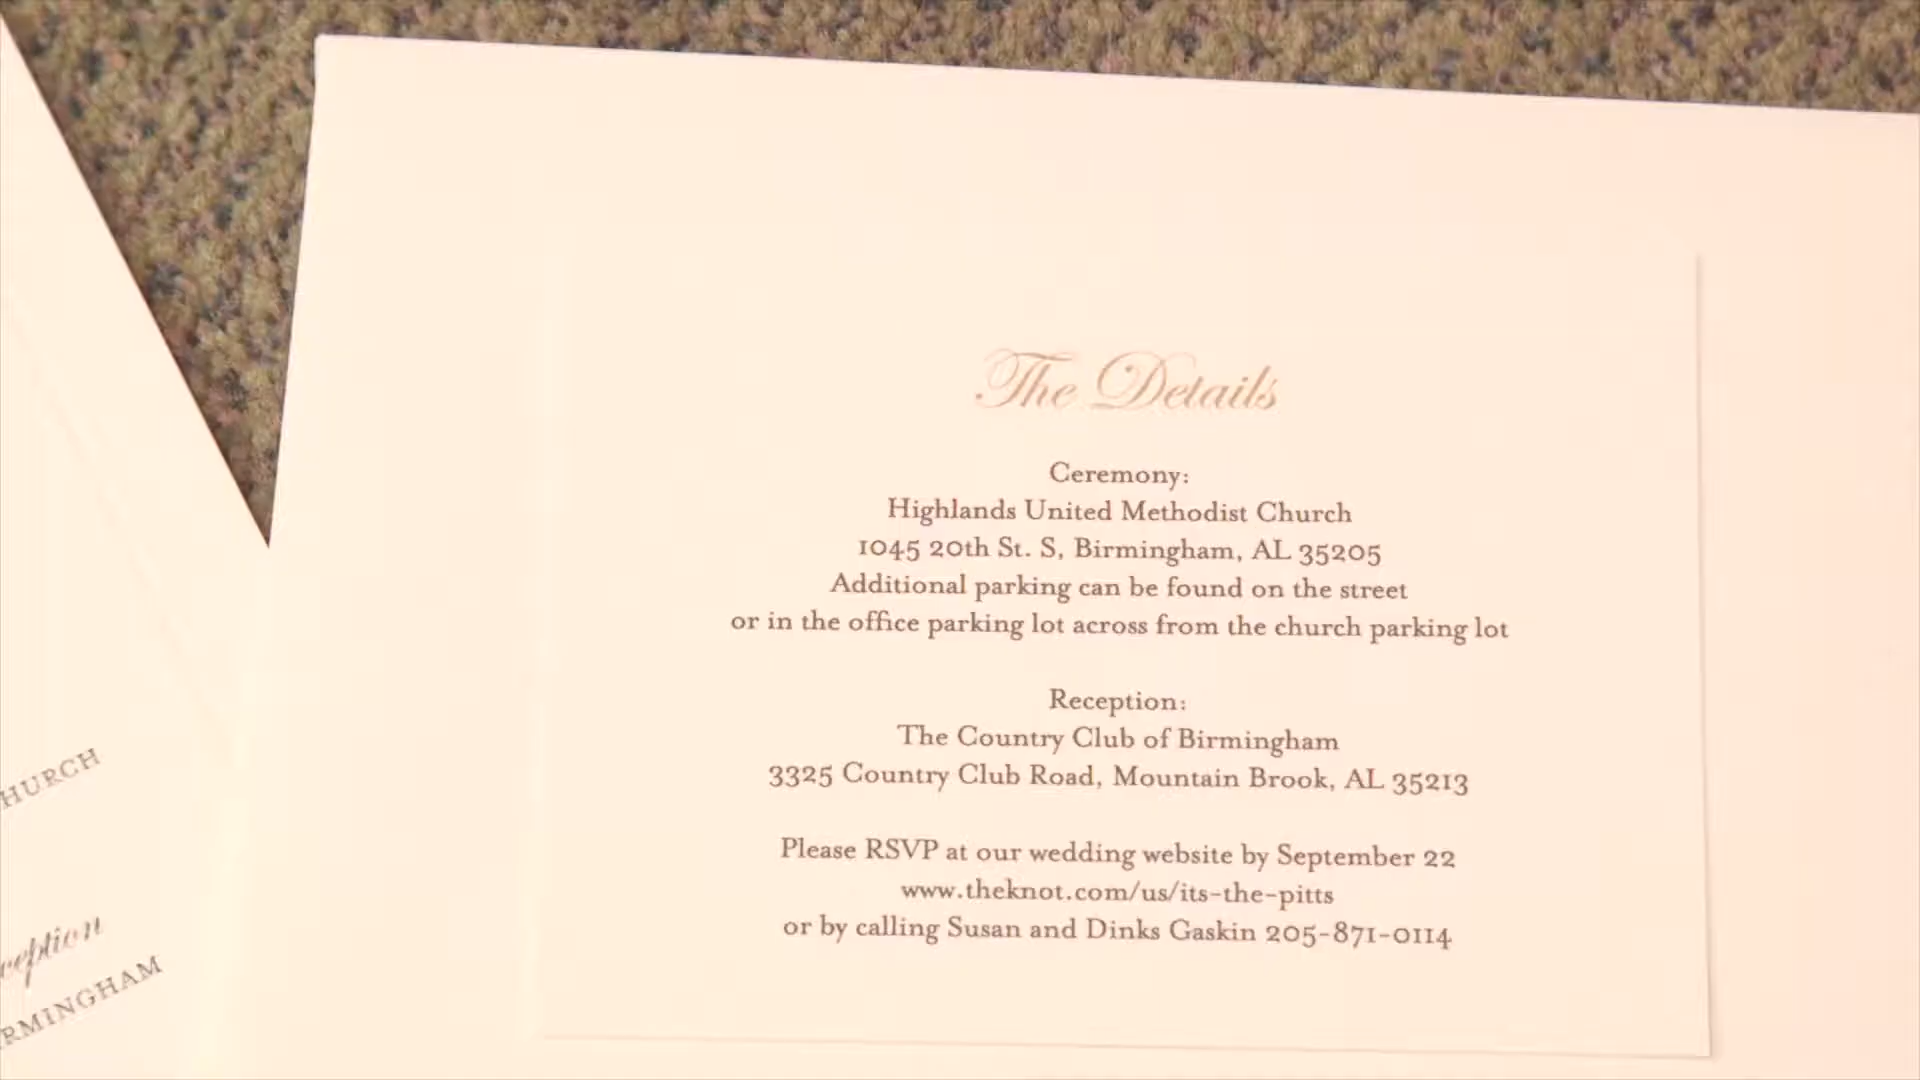 The Details
Ceremony:
Highlands United Methodist Church
1045 20th St. S, Birmingham, AL 35205
Additional parking can be found on the street
or in the office parking lot across from the church parking lot
Reception:
The Country Club of Birmingham
3325 Country Club Road, Mountain Brook, AL 35213
Please RSVP at our wedding website by September 22
www.theknot.com/us/its-the-pitts
or by calling Susan and Dinks Gaskin 205-871-0114
HURCH
eption
RMINGHAM